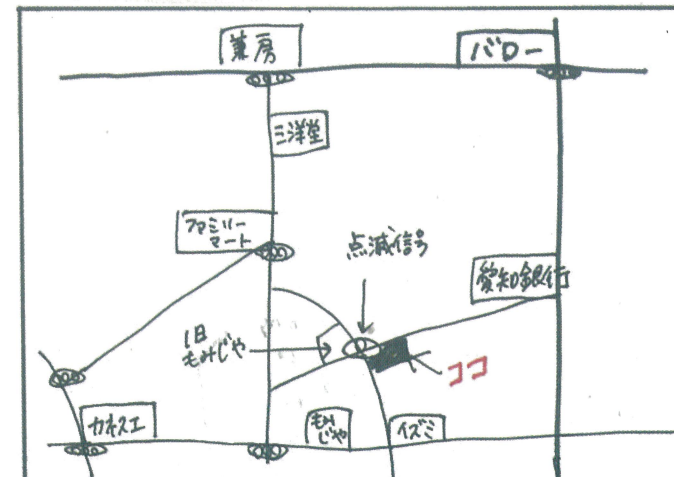 菓房
バロー
三洋堂
ファミリー
マート
点滅信号
愛知銀行
旧
もみじや
ココ
カネスエ
もみ
じや
イズミ